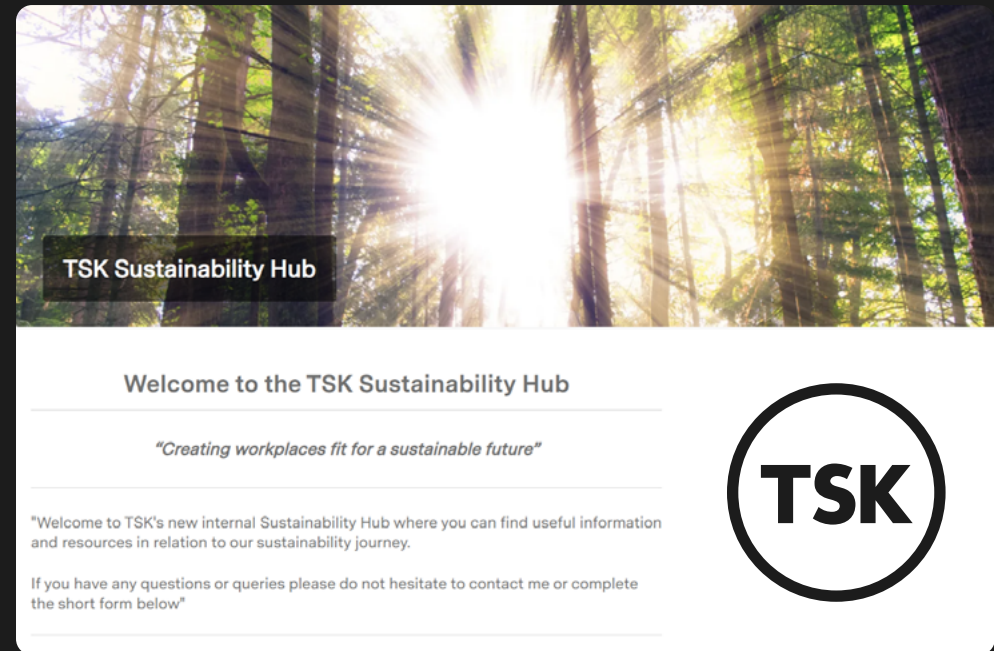 TSK Sustainability Hub
Welcome to the TSK Sustainability Hub
“Creating workplaces fit for a sustainable future”
"Welcome to TSK's new internal Sustainability Hub where you can find useful information
and resources in relation to our sustainability journey.
If you have any questions or queries please do not hesitate to contact me or complete
the short form below"
TSK